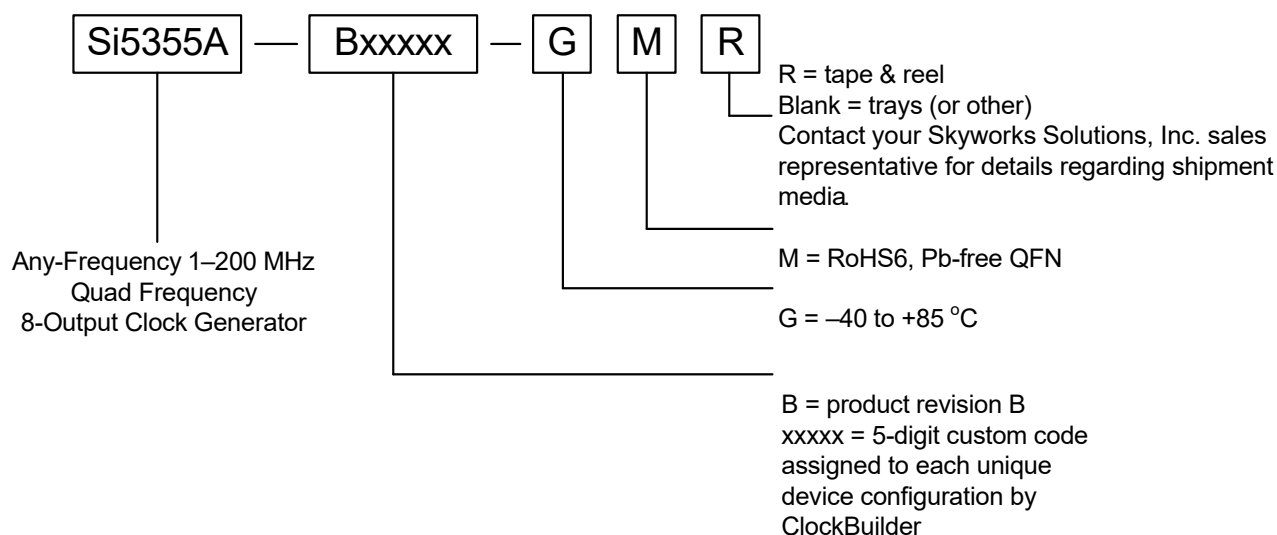 Si5355A — Bxxxxx — G M R
R = tape & reel
Blank = trays (or other)
Contact your Skyworks Solutions, Inc. sales
representative for details regarding shipment
media.
Any-Frequency 1–200 MHz
Quad Frequency
8-Output Clock Generator
M = RoHS6, Pb-free QFN
G = –40 to +85 °C
B = product revision B
xxxxx = 5-digit custom code
assigned to each unique
device configuration by
ClockBuilder